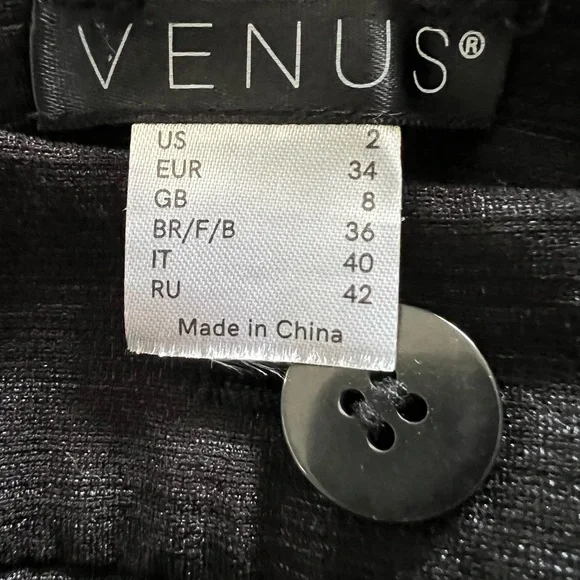 VENUS®
US 2
EUR 34
GB 8
BR/F/B 36
IT 40
RU 42
Made in China